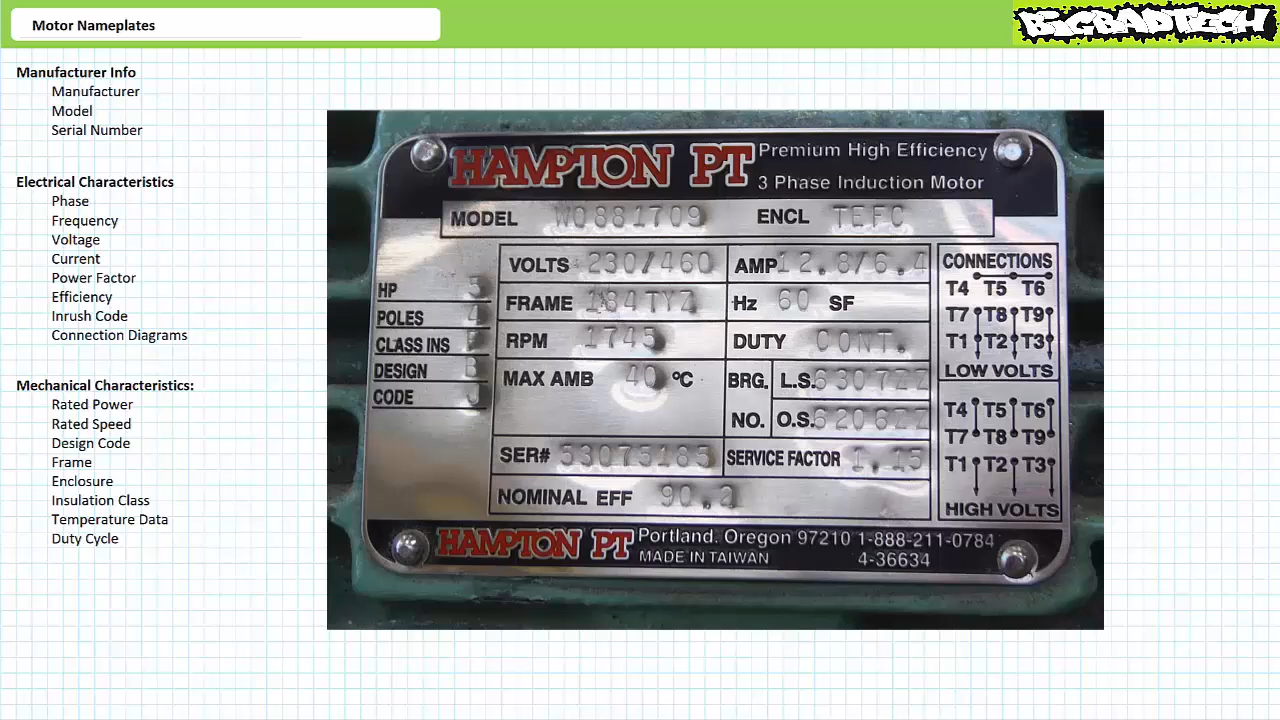 Motor Nameplates
BIGBADTECH
Manufacturer Info
Manufacturer
Model
Serial Number
Electrical Characteristics
Phase
Frequency
Voltage
Current
Power Factor
Efficiency
Inrush Code
Connection Diagrams
Mechanical Characteristics:
Rated Power
Rated Speed
Design Code
Frame
Enclosure
Insulation Class
Temperature Data
Duty Cycle
HAMPTON PT Premium High Efficiency
3 Phase Induction Motor
MODEL WO881709 ENCL TEFC
HP 5
POLES 4
CLASS INS F
DESIGN B
CODE J
VOLTS 230/460 AMP 12.8/6.4
FRAME 184TYZ Hz 60 SF
RPM 1745 DUTY CONT.
MAX AMB 40 °C BRG. L.S. 6307ZZ
NO. O.S. 6206ZZ
SER# 53075185 SERVICE FACTOR 1.15
NOMINAL EFF 90.2
CONNECTIONS
T4 T5 T6
T7 T8 T9
T1 T2 T3
LOW VOLTS
T4 T5 T6
T7 T8 T9
T1 T2 T3
HIGH VOLTS
HAMPTON PT Portland, Oregon 97210 1-888-211-0784
MADE IN TAIWAN 4-36634